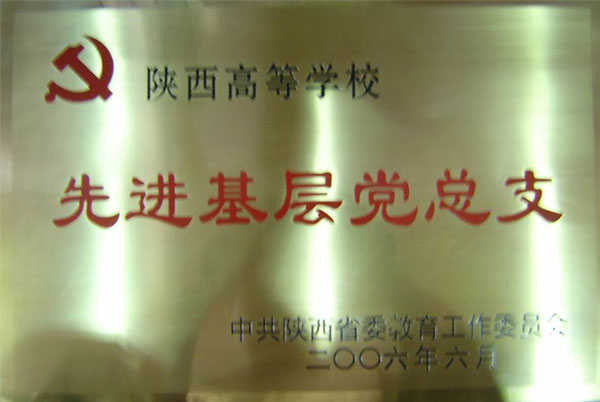 陕西高等学校
先进基层党总支
中共陕西省委教育工作委员会
二〇〇六年六月